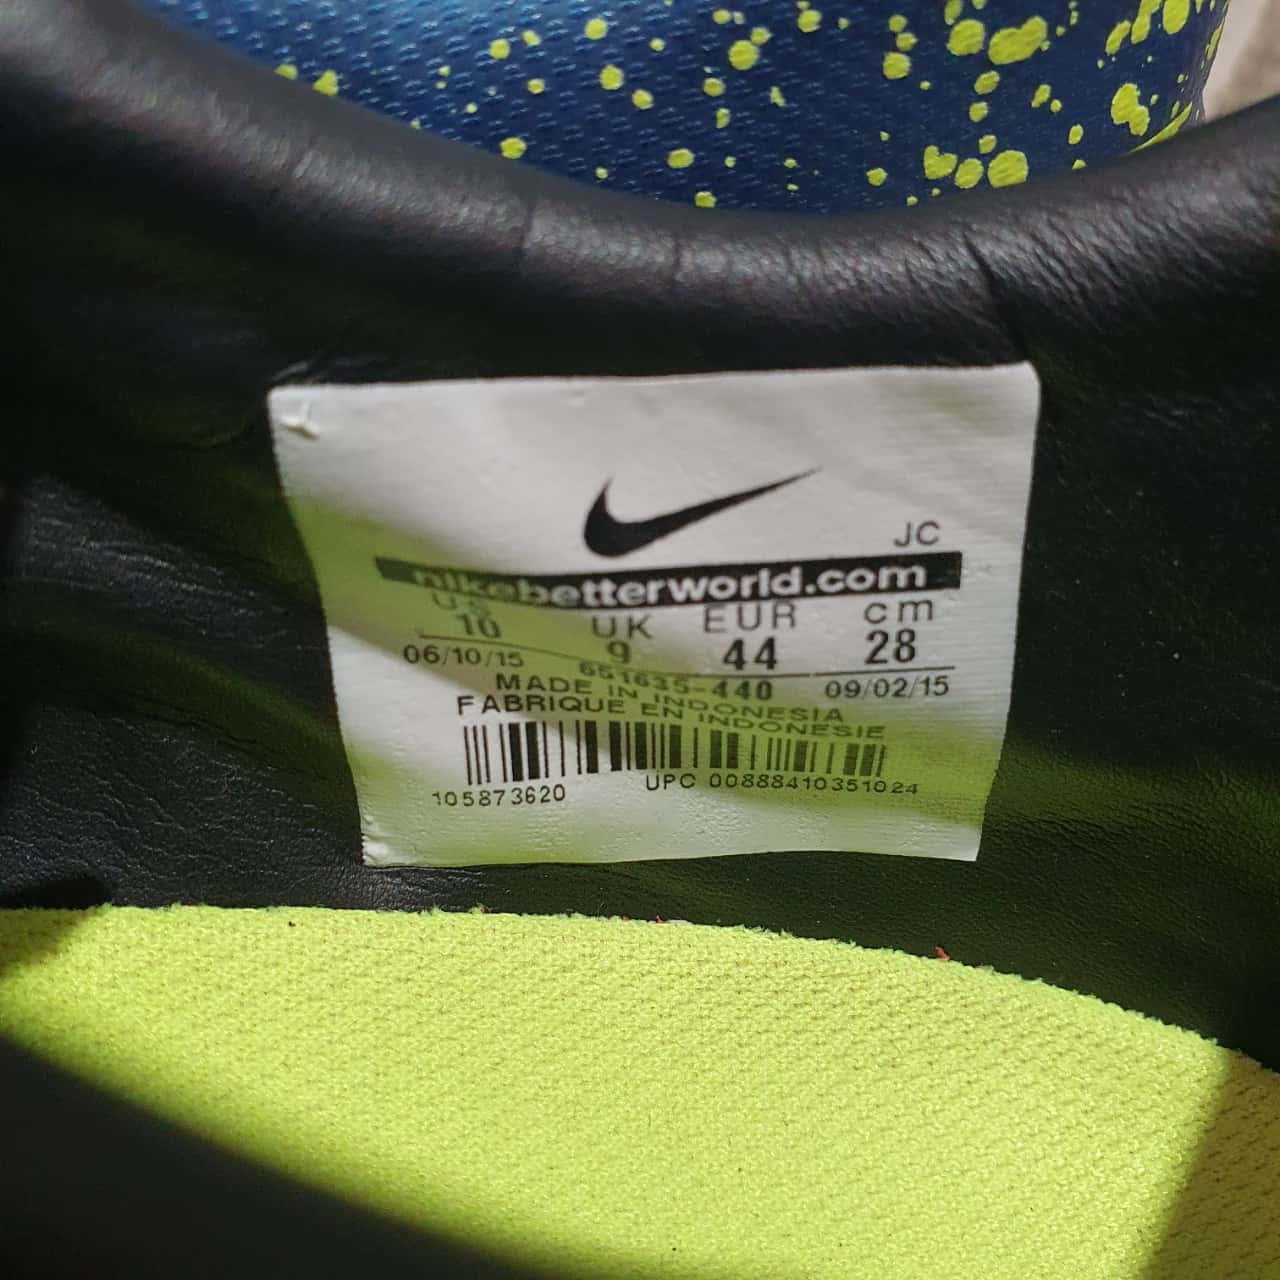 JC
nikebetterworld.com
US UK EUR cm
10 9 44 28
06/10/15 651635-440 09/02/15
MADE IN INDONESIA
FABRIQUE EN INDONESIE
105873620 UPC 00888410351024